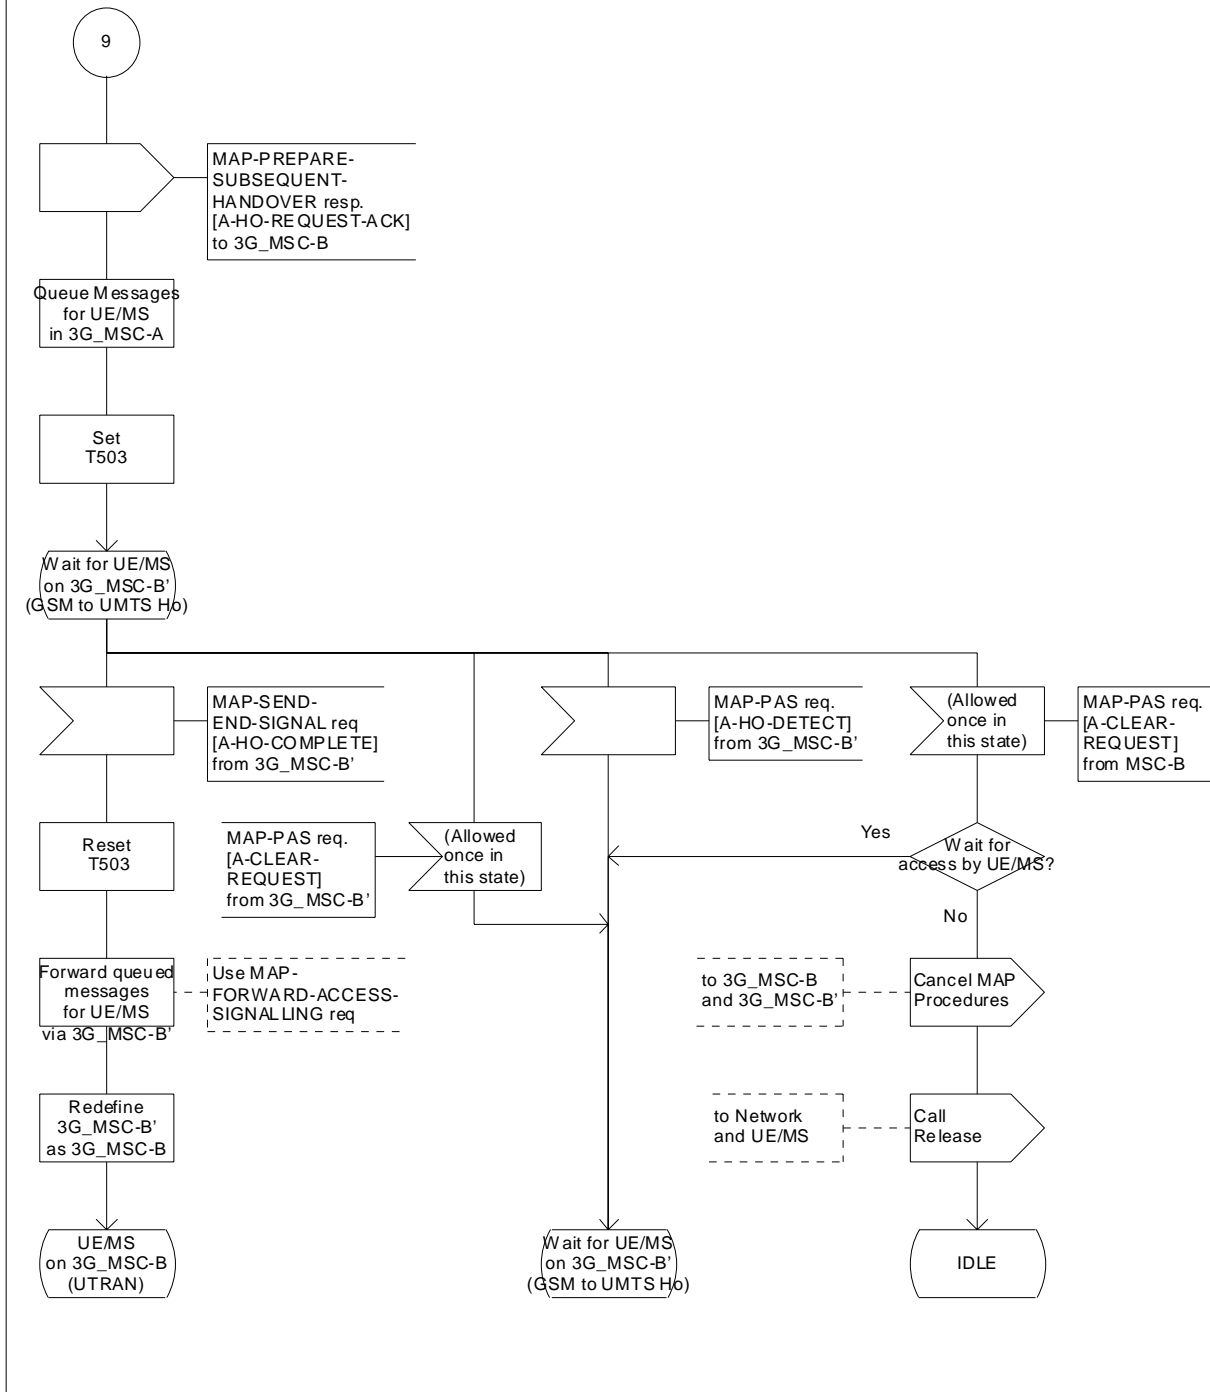 9
MAP-PREPARE-
SUBSEQUENT-
HANDOVER resp.
[A-HO-REQUEST-ACK]
to 3G_MSC-B
Queue Messages
for UE/MS
in 3G_MSC-A
Set
T503
Wait for UE/MS
on 3G_MSC-B’
(GSM to UMTS Ho)
MAP-SEND-
END-SIGNAL req
[A-HO-COMPLETE]
from 3G_MSC-B’
MAP-PAS req.
[A-HO-DETECT]
from 3G_MSC-B’
(Allowed
once in
this state)
MAP-PAS req.
[A-CLEAR-
REQUEST]
from MSC-B
Reset
T503
MAP-PAS req.
[A-CLEAR-
REQUEST]
from 3G_MSC-B’
(Allowed
once in
this state)
Yes
Wait for
access by UE/MS?
No
Forward queued
messages
for UE/MS
via 3G_MSC-B’
Use MAP-
FORWARD-ACCESS-
SIGNALLING req
to 3G_MSC-B
and 3G_MSC-B’
Cancel MAP
Procedures
Redefine
3G_MSC-B’
as 3G_MSC-B
to Network
and UE/MS
Call
Release
UE/MS
on 3G_MSC-B
(UTRAN)
Wait for UE/MS
on 3G_MSC-B’
(GSM to UMTS Ho)
IDLE